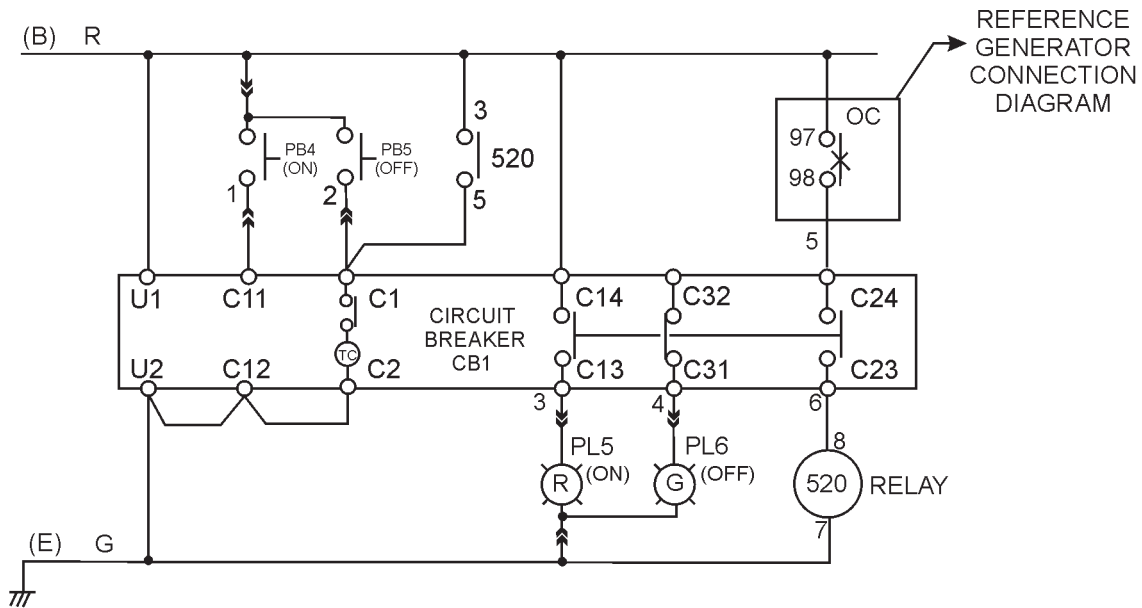 REFERENCE
GENERATOR
CONNECTION
DIAGRAM
(B) R
OC
97
98
3
PB4
(ON)
PB5
(OFF)
520
1
2
5
5
U1
C11
C1
CIRCUIT
BREAKER
CB1
C14
C32
C24
TC
U2
C12
C2
C13
C31
C23
3
4
6
PL5
(ON)
PL6
(OFF)
8
R
G
520
RELAY
7
(E) G